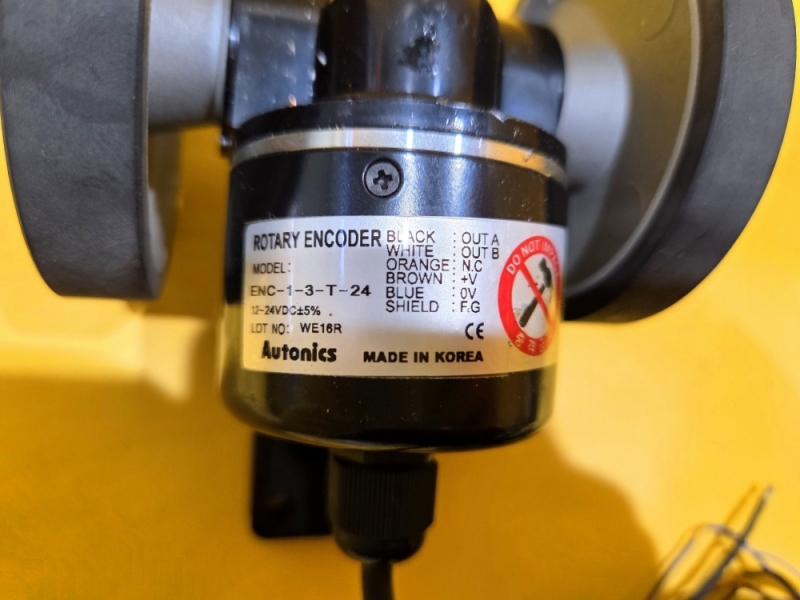 ROTARY ENCODER
MODEL:
ENC-1-3-T-24
12-24VDC±5%
LOT NO: WE16R
Autonics
MADE IN KOREA
BLACK : OUT A
WHITE : OUT B
ORANGE : N.C
BROWN : +V
BLUE : 0V
SHIELD : F.G
CE
DO NOT